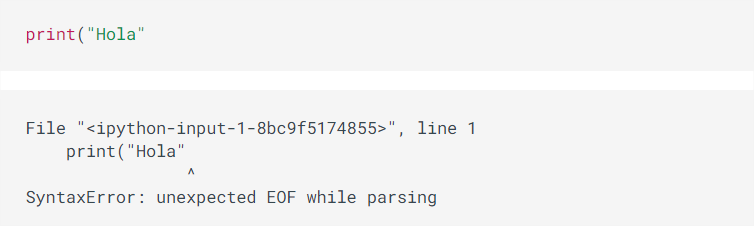 print("Hola"
File "<ipython-input-1-8bc9f5174855>", line 1
    print("Hola"
                ^
SyntaxError: unexpected EOF while parsing